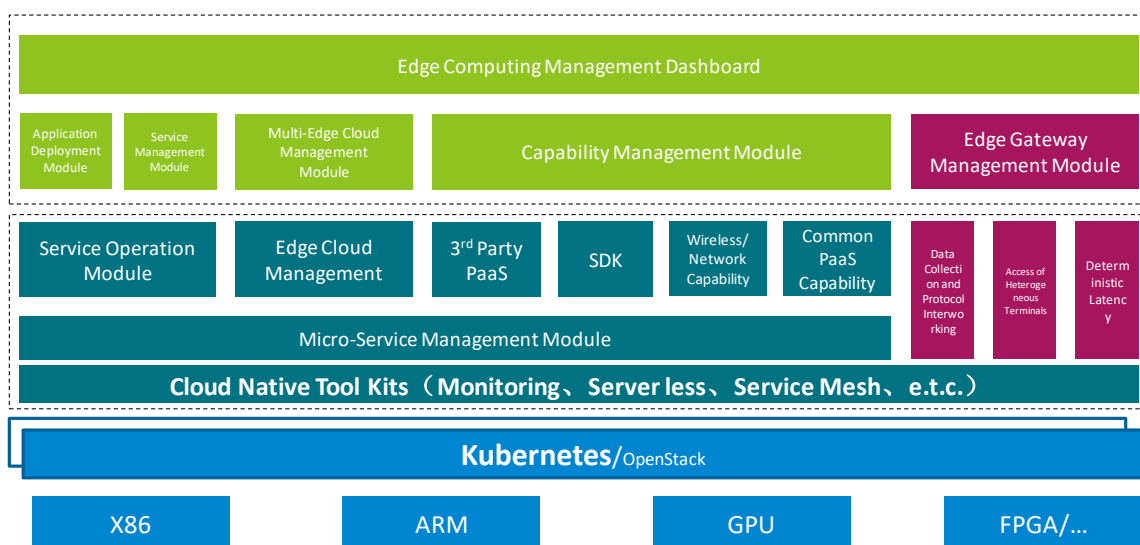 Edge Computing Management Dashboard
Application
Deployment
Module
Service
Management
Module
Multi-Edge Cloud
Management
Module
Capability Management Module
Edge Gateway
Management Module
Service Operation
Module
Edge Cloud
Management
3rd Party
PaaS
SDK
Wireless/
Network
Capability
Common
PaaS
Capability
Data
Collecti
on and
Protocol
Interwo
rking
Access of
Heteroge
neous
Terminals
Determ
inistic
Latenc
y
Micro-Service Management Module
Cloud Native Tool Kits（Monitoring、Server less、Service Mesh、e.t.c.）
Kubernetes/OpenStack
X86
ARM
GPU
FPGA/...